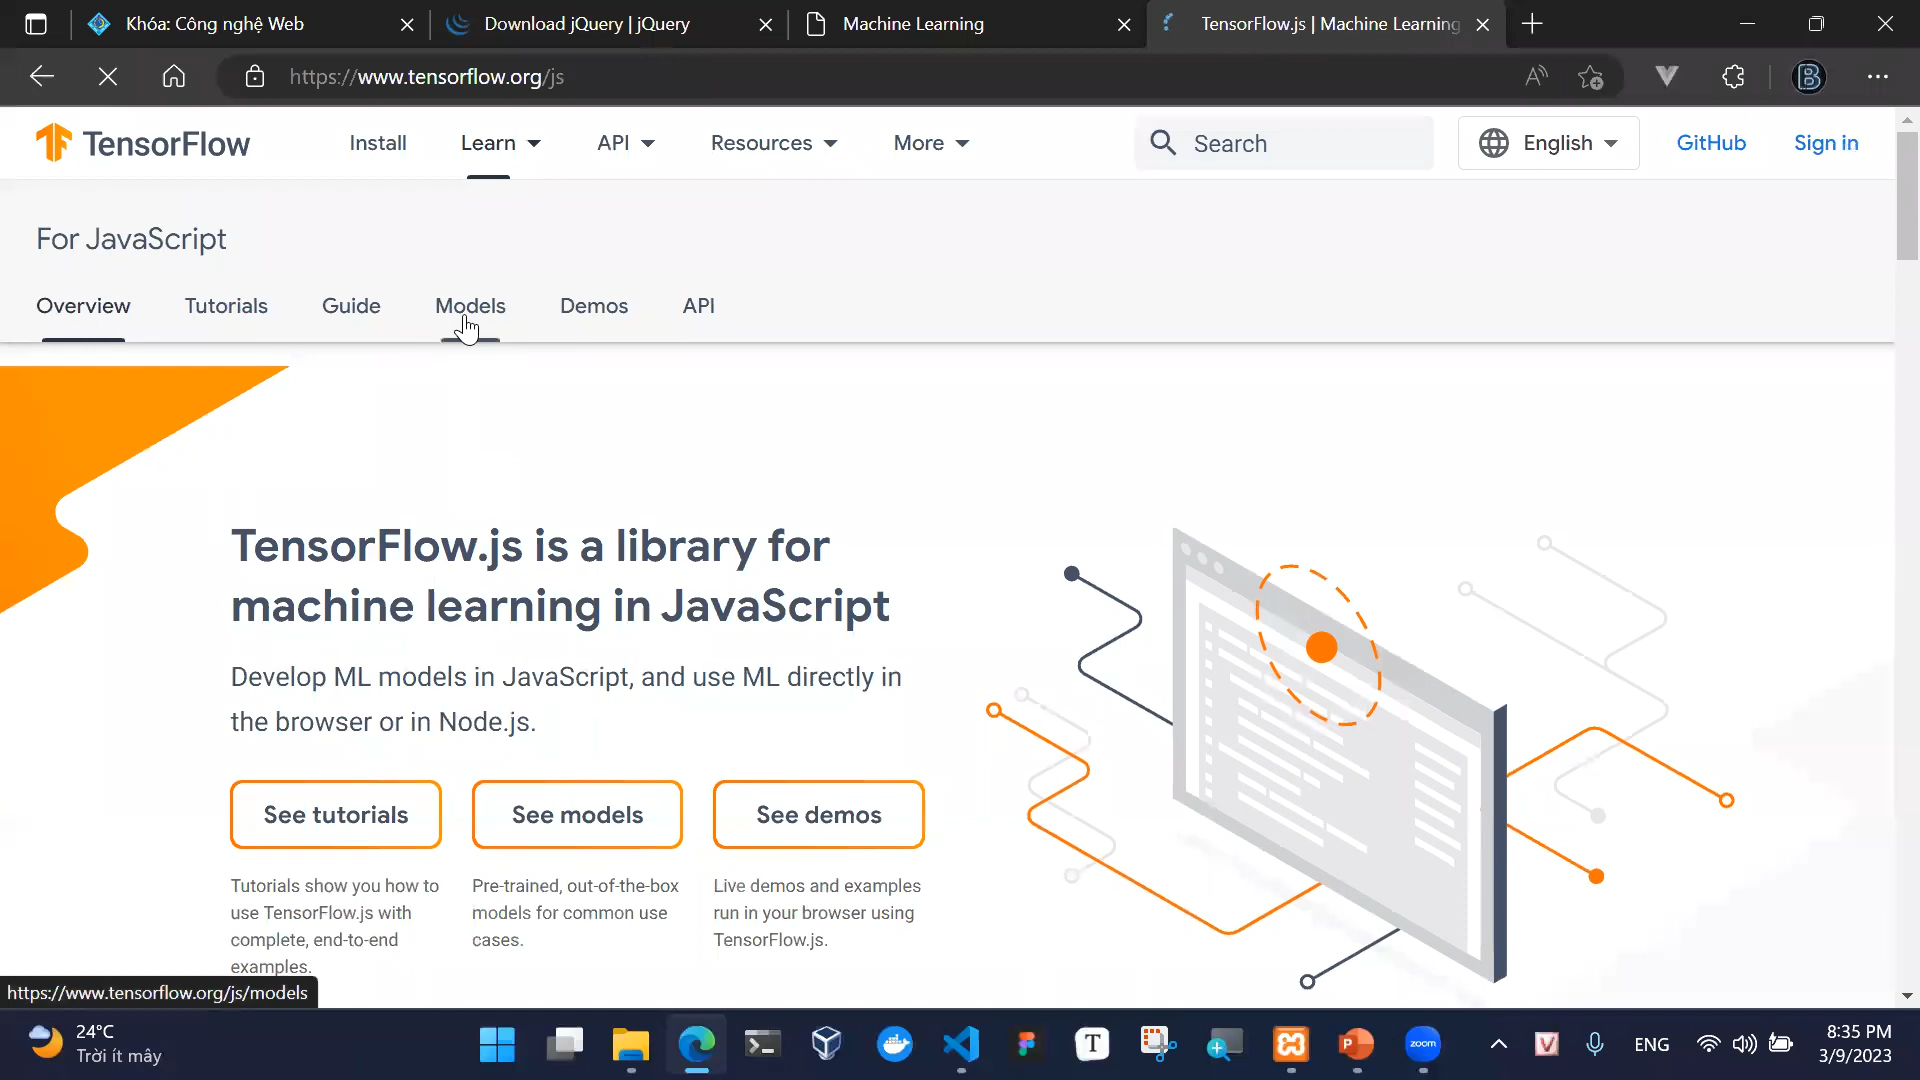 Khóa: Công nghệ Web
Download jQuery | jQuery
Machine Learning
TensorFlow.js | Machine Learning
https://www.tensorflow.org/js
B
TensorFlow
Install
Learn
API
Resources
More
Search
English
GitHub
Sign in
For JavaScript
Overview
Tutorials
Guide
Models
Demos
API
TensorFlow.js is a library for
machine learning in JavaScript
Develop ML models in JavaScript, and use ML directly in
the browser or in Node.js.
See tutorials
See models
See demos
Tutorials show you how to
use TensorFlow.js with
complete, end-to-end
examples.
Pre-trained, out-of-the-box
models for common use
cases.
Live demos and examples
run in your browser using
TensorFlow.js.
https://www.tensorflow.org/js/models
24°C
Trời ít mây
T
P
zoom
V
ENG
8:35 PM
3/9/2023